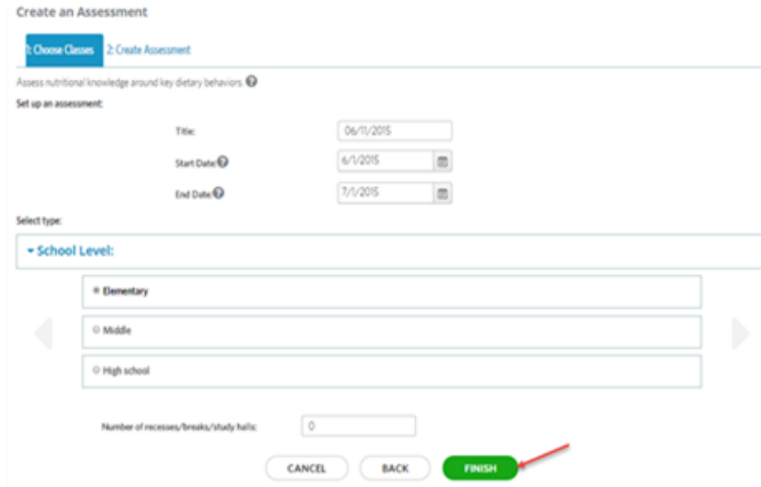 Create an Assessment
1: Choose Classes 2: Create Assessment
Assess nutritional knowledge around key dietary behaviors.
Set up an assessment:
Title: 06/11/2015
Start Date: 6/1/2015
End Date: 7/1/2015
Select type:
School Level:
Elementary
Middle
High school
Number of recesses/breaks/study halls: 0
CANCEL BACK FINISH